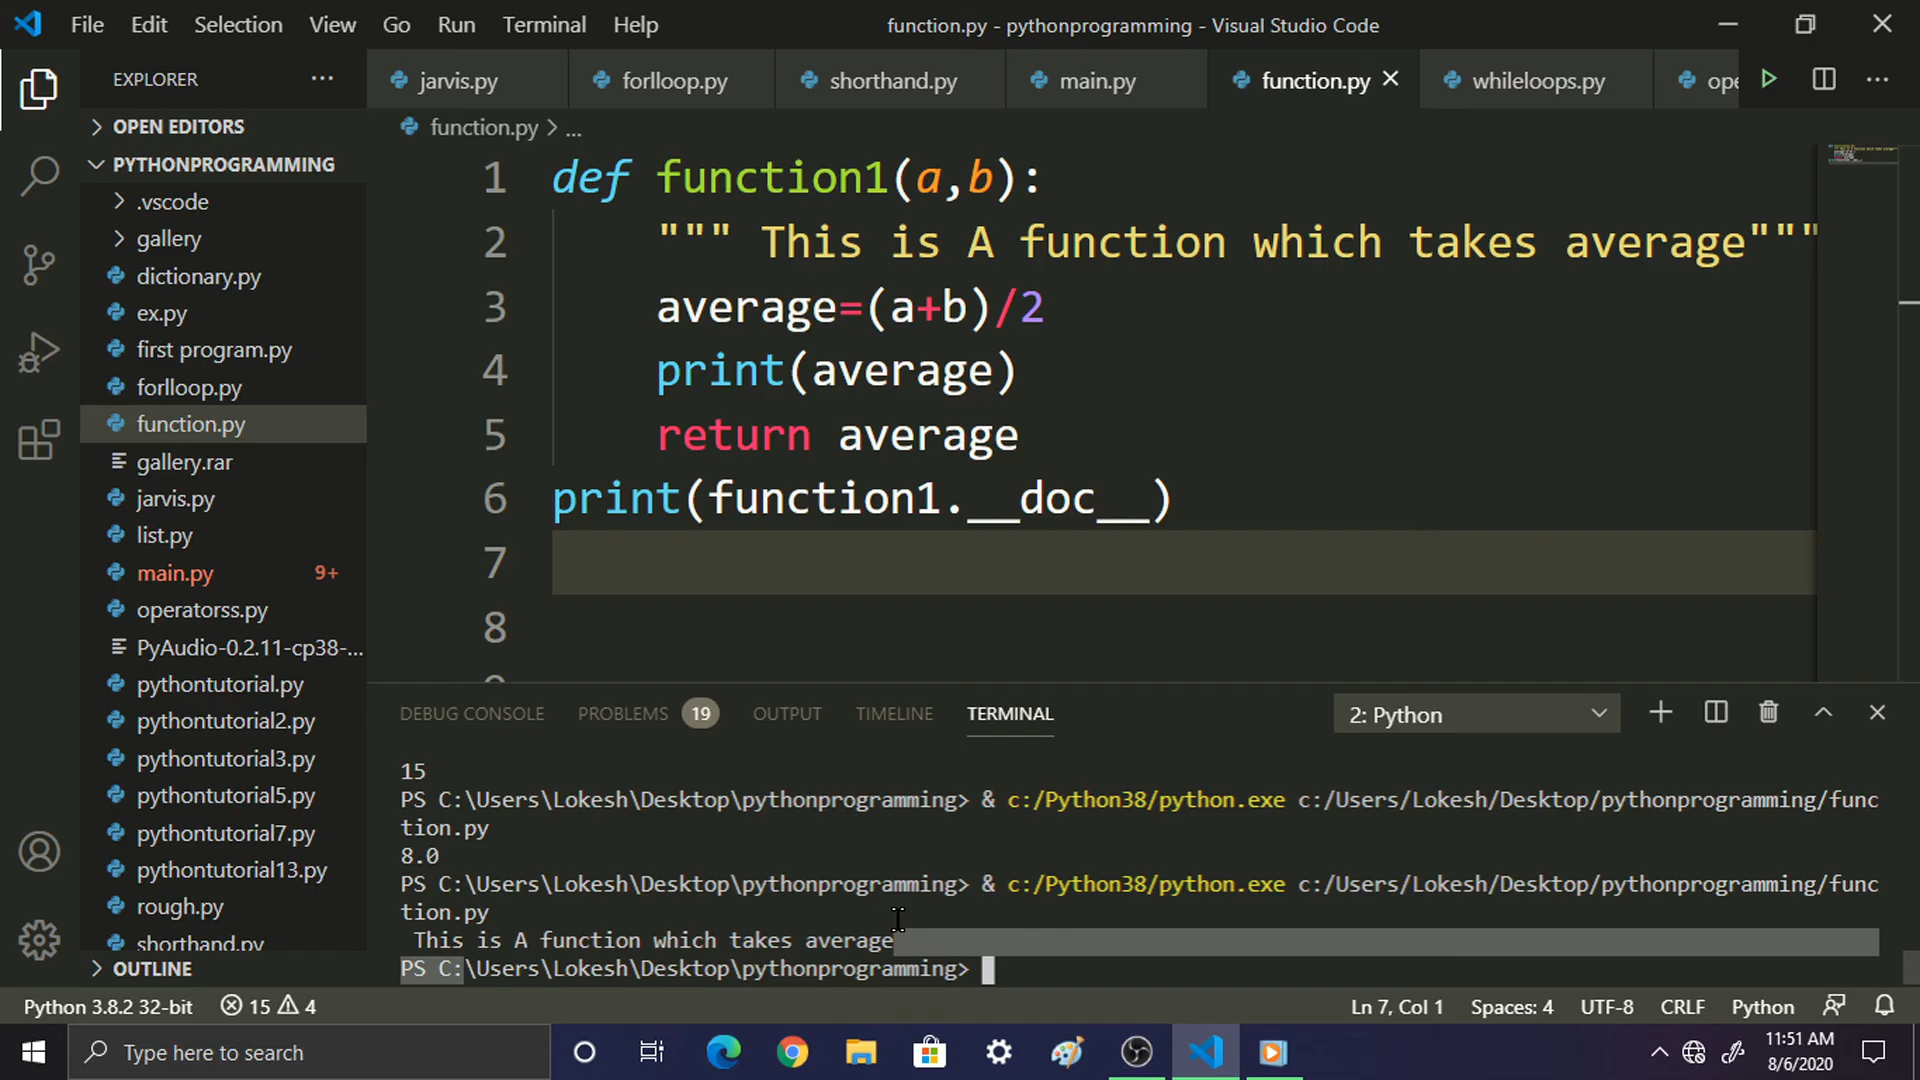 File Edit Selection View Go Run Terminal Help function.py - pythonprogramming - Visual Studio Code
EXPLORER ... jarvis.py forlloop.py shorthand.py main.py function.py whileloops.py ope ...
OPEN EDITORS
PYTHONPROGRAMMING
.vscode
gallery
dictionary.py
ex.py
first program.py
forlloop.py
function.py
gallery.rar
jarvis.py
list.py
main.py 9+
operatorss.py
PyAudio-0.2.11-cp38-...
pythontutorial.py
pythontutorial2.py
pythontutorial3.py
pythontutorial5.py
pythontutorial7.py
pythontutorial13.py
rough.py
shorthand.py
OUTLINE
function.py > ...
1 def function1(a,b):
2 """ This is A function which takes average"""
3 average=(a+b)/2
4 print(average)
5 return average
6 print(function1.__doc__)
7
8
DEBUG CONSOLE PROBLEMS 19 OUTPUT TIMELINE TERMINAL 2: Python
15
PS C:\Users\Lokesh\Desktop\pythonprogramming> & c:/Python38/python.exe c:/Users/Lokesh/Desktop/pythonprogramming/func
tion.py
8.0
PS C:\Users\Lokesh\Desktop\pythonprogramming> & c:/Python38/python.exe c:/Users/Lokesh/Desktop/pythonprogramming/func
tion.py
This is A function which takes average
PS C:\Users\Lokesh\Desktop\pythonprogramming>
Python 3.8.2 32-bit 15 4 Ln 7, Col 1 Spaces: 4 UTF-8 CRLF Python
Type here to search 11:51 AM
8/6/2020